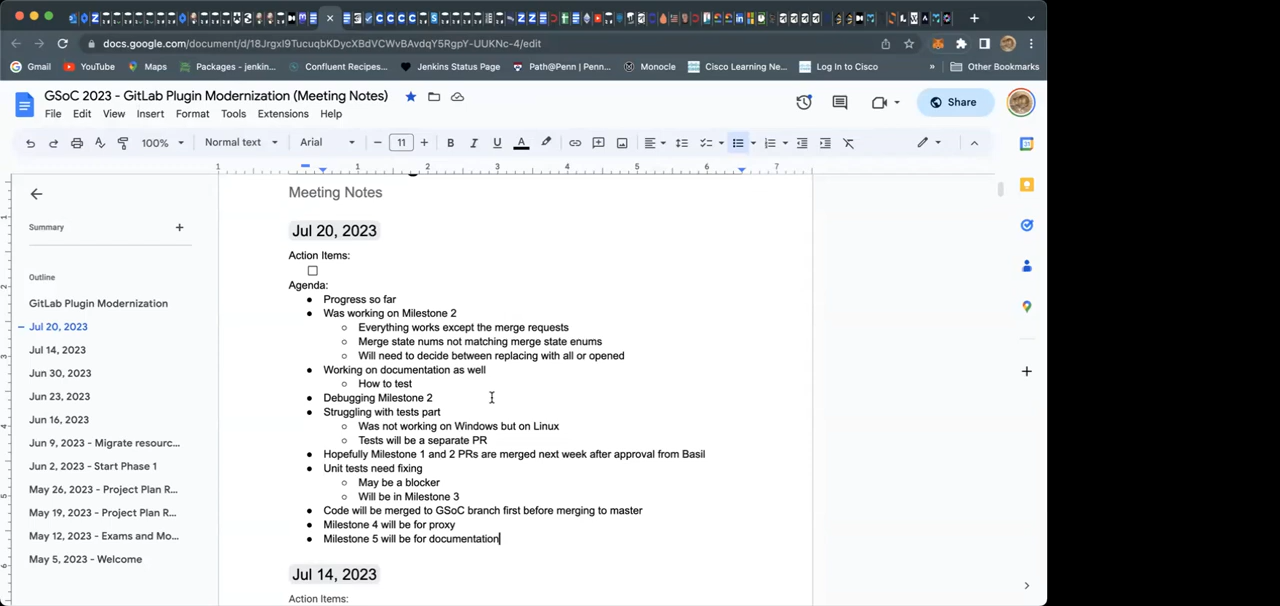 docs.google.com/document/d/18Jrgxl9TucuqbKDycXBdVCWvBAvdqY5RgpY-UUKNc-4/edit
Gmail YouTube Maps Packages - jenkin... Confluent Recipes... Jenkins Status Page Path@Penn | Penn... Monocle Cisco Learning Ne... Log In to Cisco » Other Bookmarks
GSoC 2023 - GitLab Plugin Modernization (Meeting Notes)
File Edit View Insert Format Tools Extensions Help
Share
100% Normal text Arial − 11 + B I U A
1 1 2 3 4 5 6 7
Meeting Notes
Summary +
Outline
GitLab Plugin Modernization
Jul 20, 2023
Jul 14, 2023
Jun 30, 2023
Jun 23, 2023
Jun 16, 2023
Jun 9, 2023 - Migrate resourc...
Jun 2, 2023 - Start Phase 1
May 26, 2023 - Project Plan R...
May 19, 2023 - Project Plan R...
May 12, 2023 - Exams and Mo...
May 5, 2023 - Welcome
Jul 20, 2023
Action Items:
Agenda:
● Progress so far
● Was working on Milestone 2
○ Everything works except the merge requests
○ Merge state nums not matching merge state enums
○ Will need to decide between replacing with all or opened
● Working on documentation as well
○ How to test
● Debugging Milestone 2
● Struggling with tests part
○ Was not working on Windows but on Linux
○ Tests will be a separate PR
● Hopefully Milestone 1 and 2 PRs are merged next week after approval from Basil
● Unit tests need fixing
○ May be a blocker
○ Will be in Milestone 3
● Code will be merged to GSoC branch first before merging to master
● Milestone 4 will be for proxy
● Milestone 5 will be for documentation
Jul 14, 2023
Action Items: